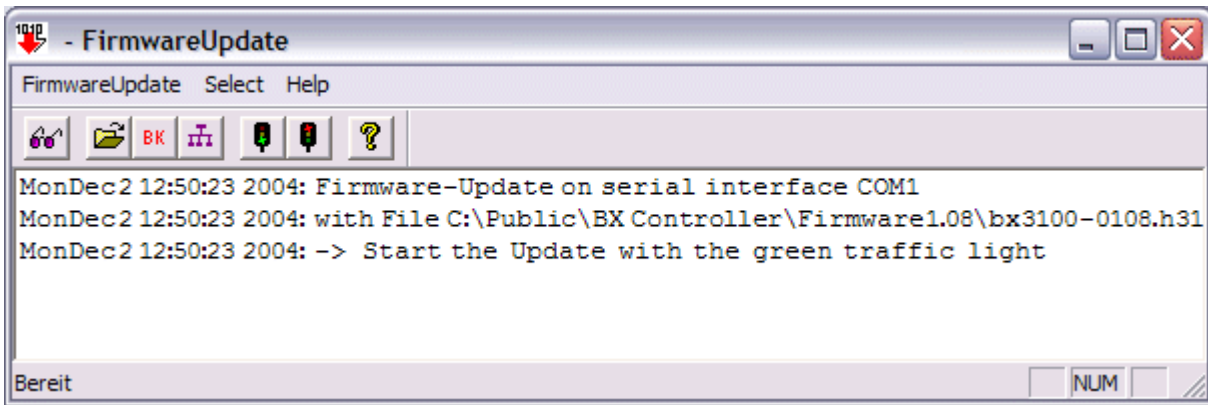 1010 - FirmwareUpdate
FirmwareUpdate Select Help
BK ?
MonDec2 12:50:23 2004: Firmware-Update on serial interface COM1
MonDec2 12:50:23 2004: with File C:\Public\BX Controller\Firmware1.08\bx3100-0108.h31
MonDec2 12:50:23 2004: -> Start the Update with the green traffic light
Bereit NUM